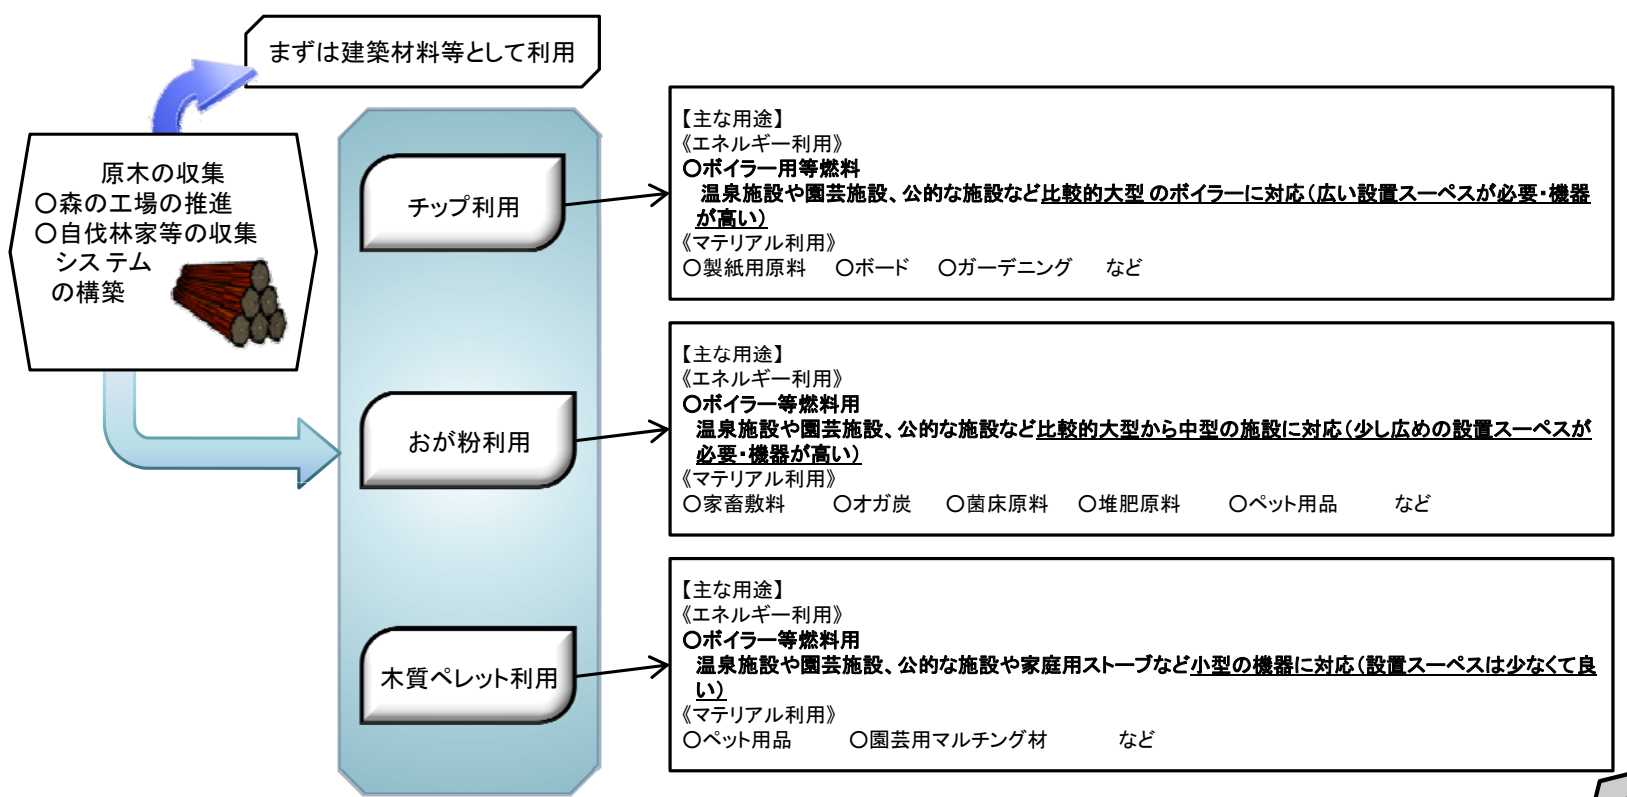 まずは建築材料等として利用
原木の収集
〇森の工場の推進
〇自伐林家等の収集
システム
の構築
チップ利用
【主な用途】
《エネルギー利用》
〇ボイラー用等燃料
温泉施設や園芸施設、公的な施設など比較的大型 のボイラーに対応（広い設置スーペスが必要・機器
が高い）
《マテリアル利用》
〇製紙用原料　〇ボード　〇ガーデニング　など
おが粉利用
【主な用途】
《エネルギー利用》
〇ボイラー等燃料用
温泉施設や園芸施設、公的な施設など比較的大型から中型の施設に対応（少し広めの設置スーペスが
必要・機器が高い）
《マテリアル利用》
〇家畜敷料　〇オガ炭　〇菌床原料　〇堆肥原料　〇ペット用品　など
木質ペレット利用
【主な用途】
《エネルギー利用》
〇ボイラー等燃料用
温泉施設や園芸施設、公的な施設や家庭用ストーブなど小型の機器に対応（設置スーペスは少なくて良
い）
《マテリアル利用》
〇ペット用品　〇園芸用マルチング材　など